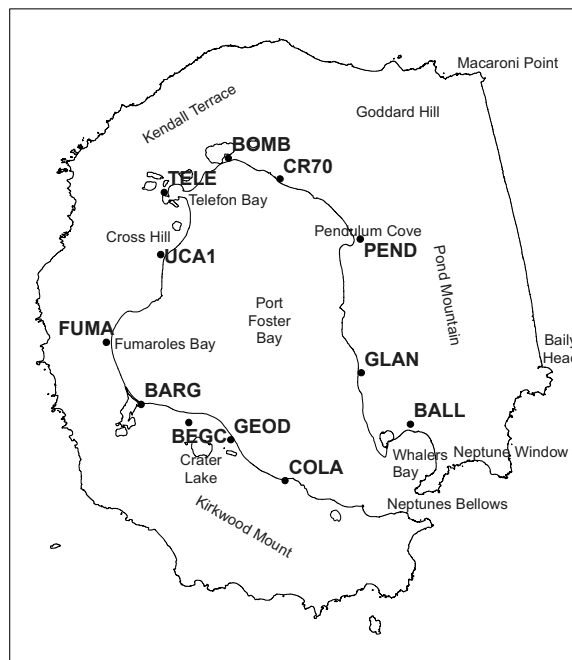 Macaroni Point
Goddard Hill
Kendall Terrace
BOMB
CR70
TELE
Telefon Bay
Cross Hill
Pendulum Cove
UCA1
PEND
Pond Mountain
Port
Foster
Bay
FUMA
Fumaroles Bay
Baily
Head
GLAN
BARG
BALL
BEGC
GEOD
Whalers
Bay
Neptune Window
Crater
Lake
COLA
Neptunes Bellows
Kirkwood Mount